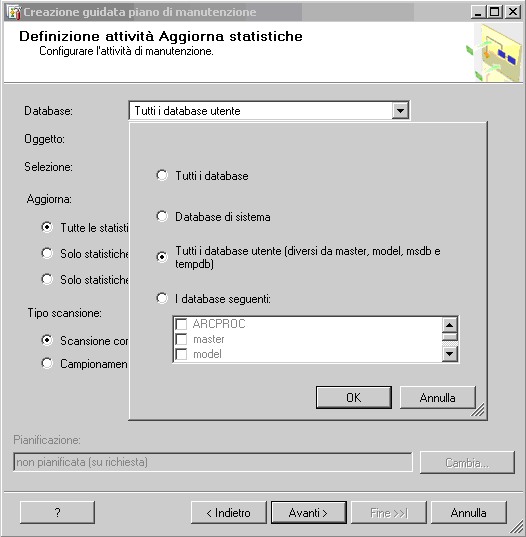 Creazione guidata piano di manutenzione
Definizione attività Aggiorna statistiche
Configurare l'attività di manutenzione.
Database:
Tutti i database utente
Oggetto:
Selezione:
Aggiorna:
Tutte le statisti
Solo statistiche
Solo statistiche
Tipo scansione:
Scansione con
Campionamen
Tutti i database
Database di sistema
Tutti i database utente (diversi da master, model, msdb e
tempdb)
I database seguenti:
ARCPROC
master
model
OK
Annulla
Pianificazione:
non pianificata (su richiesta)
Cambia...
?
< Indietro
Avanti >
Fine >>|
Annulla